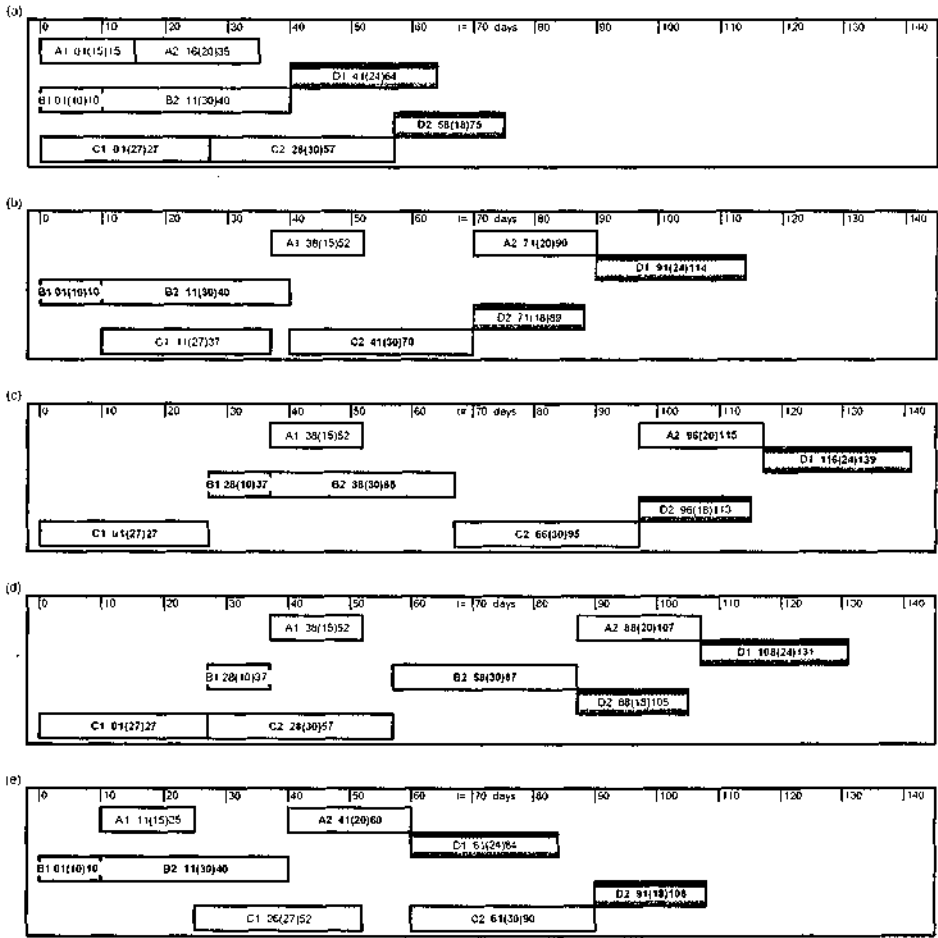 (a)
0 10 20 30 40 50 60 t= 70 days 80 90 100 110 120 130 140
A1 01(15)15 A2 16(20)35
D1 41(24)64
B1 01(10)10 B2 11(30)40
D2 58(18)75
C1 01(27)27 C2 28(30)57
(b)
0 10 20 30 40 50 60 t= 70 days 80 90 100 110 120 130 140
A1 38(15)52 A2 71(20)90
D1 91(24)114
B1 01(10)10 B2 11(30)40
D2 71(18)89
C1 11(27)37 C2 41(30)70
(c)
0 10 20 30 40 50 60 t= 70 days 80 90 100 110 120 130 140
A1 38(15)52 A2 96(20)115
D1 116(24)139
B1 28(10)37 B2 38(30)66
D2 96(18)113
C1 01(27)27 C2 66(30)95
(d)
0 10 20 30 40 50 60 t= 70 days 80 90 100 110 120 130 140
A1 38(15)52 A2 88(20)107
D1 108(24)131
B1 28(10)37 B2 58(30)87
D2 88(18)105
C1 01(27)27 C2 28(30)57
(e)
0 10 20 30 40 50 60 t= 70 days 80 90 100 110 120 130 140
A1 11(15)25 A2 41(20)60
D1 61(24)84
B1 01(10)10 B2 11(30)40
D2 91(18)108
C1 26(27)52 C2 61(30)90